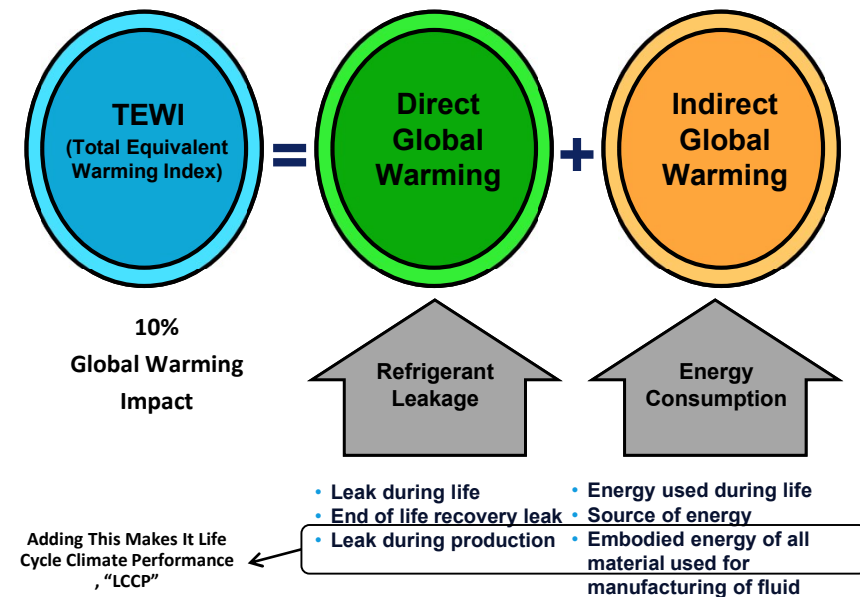 TEWI
(Total Equivalent
Warming Index)
=
Direct
Global
Warming
+
Indirect
Global
Warming
10%
Global Warming
Impact
Refrigerant
Leakage
Energy
Consumption
• Leak during life
• End of life recovery leak
• Leak during production
• Energy used during life
• Source of energy
• Embodied energy of all
material used for
manufacturing of fluid
Adding This Makes It Life
Cycle Climate Performance
, “LCCP”